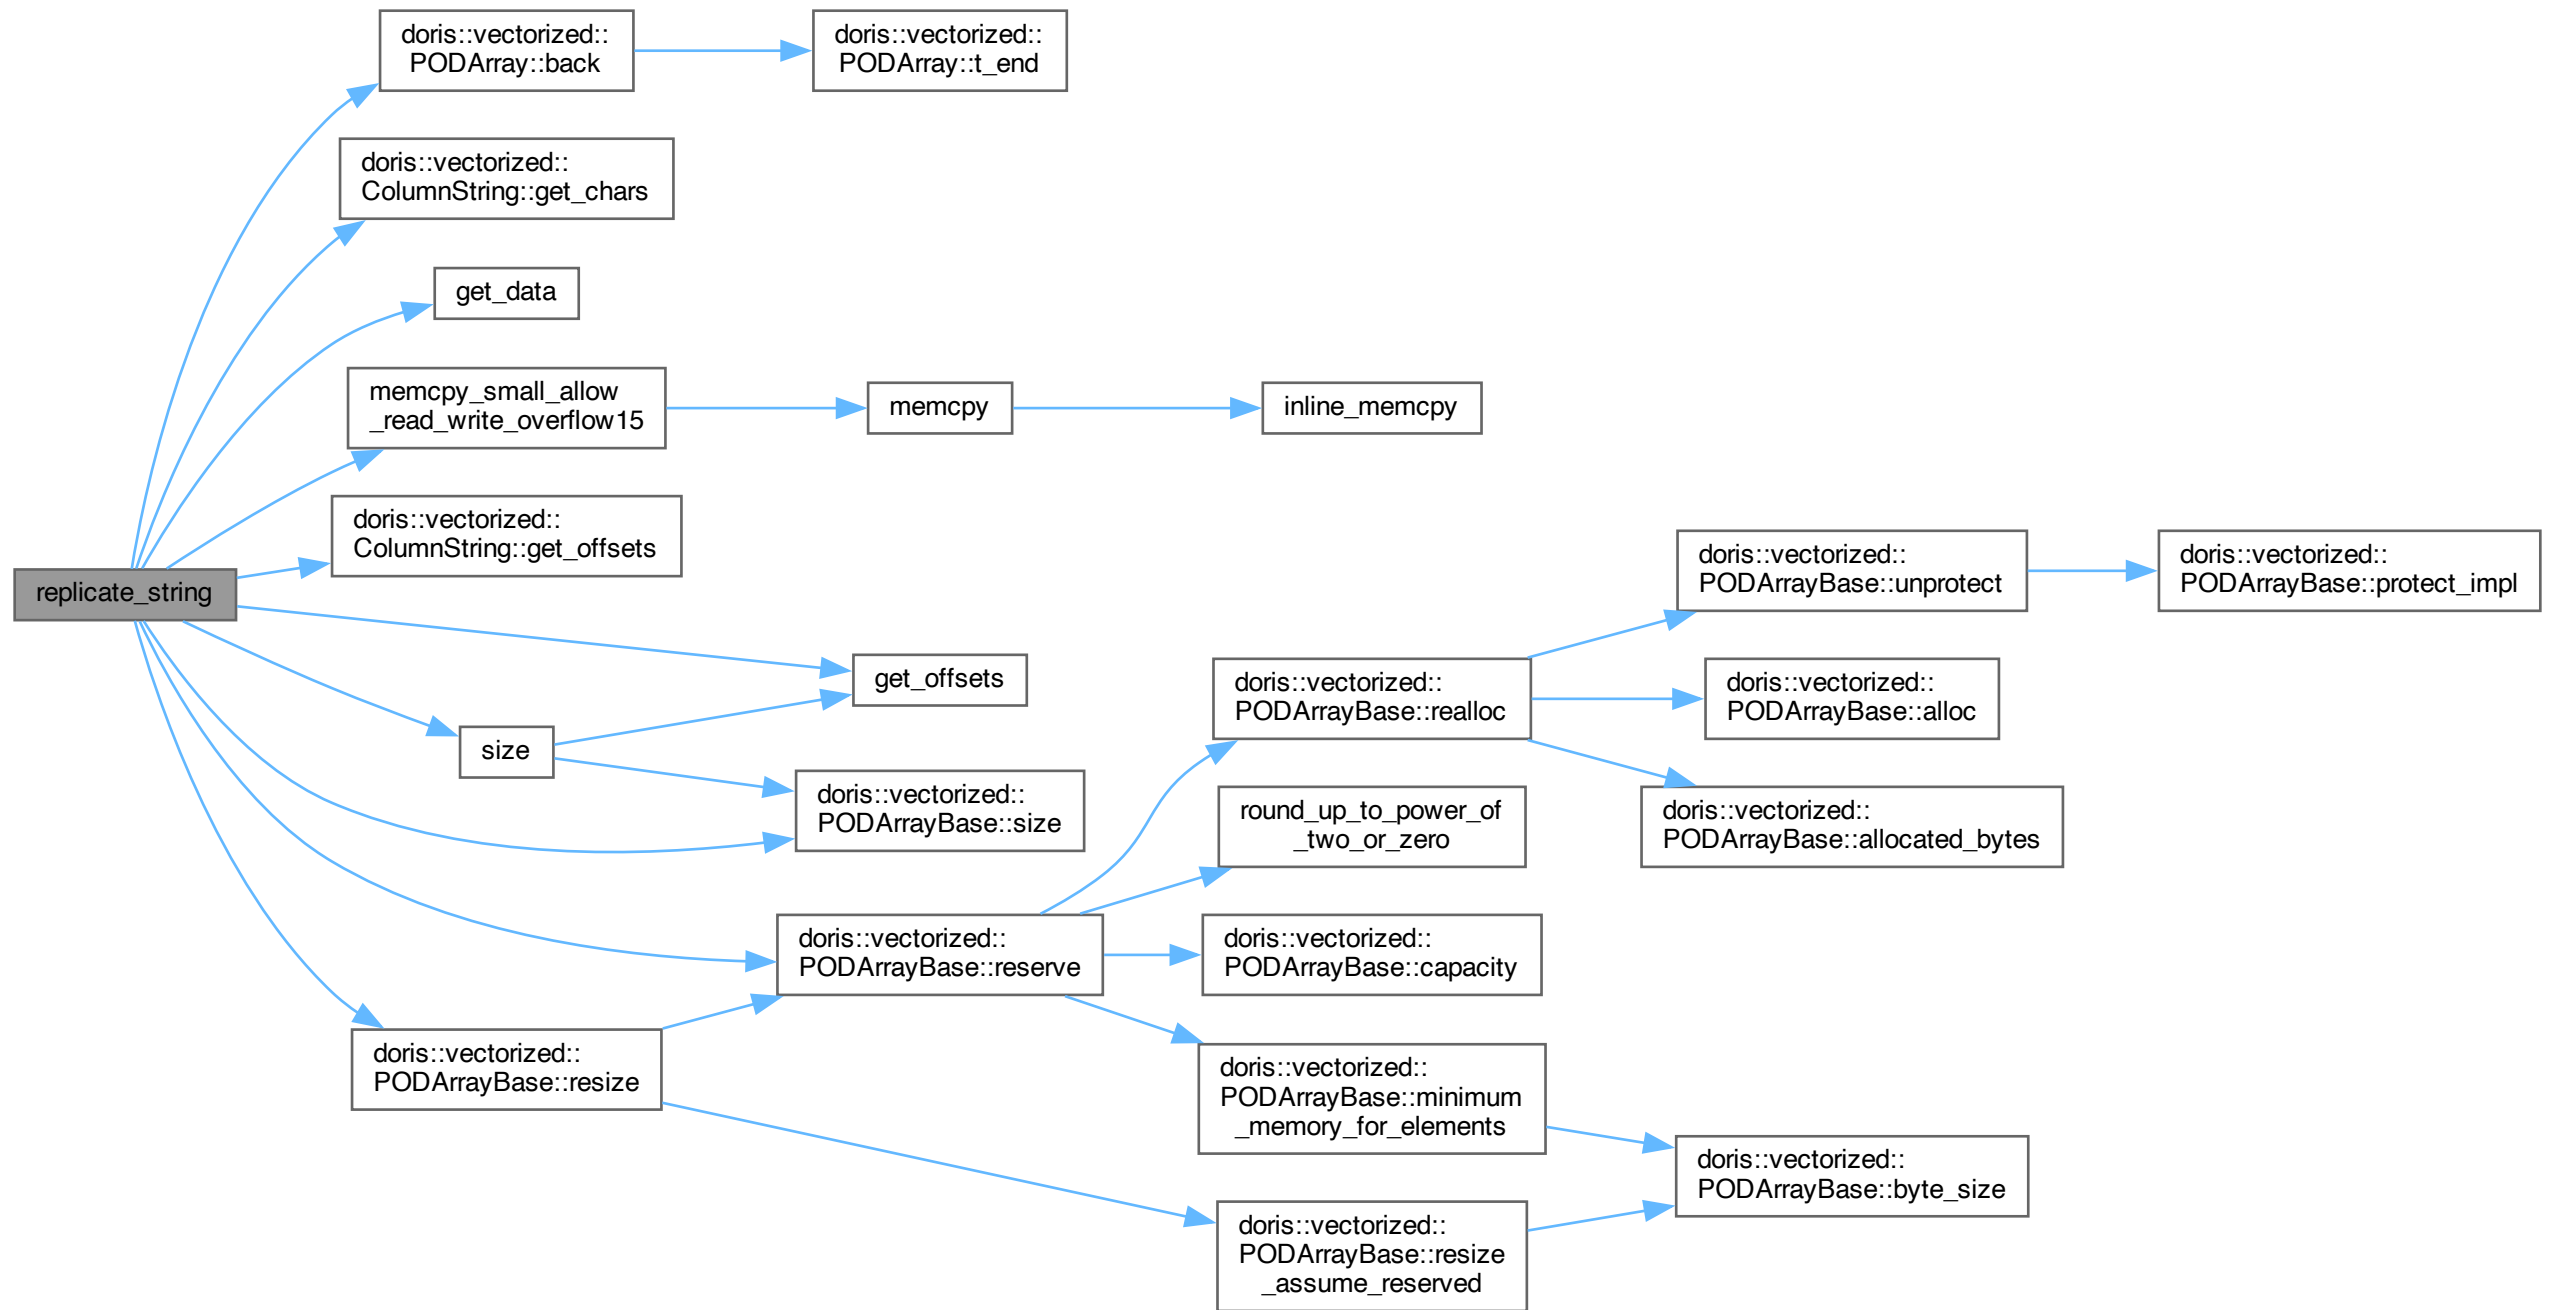 doris::vectorized::
PODArray::back
doris::vectorized::
PODArray::t_end
doris::vectorized::
ColumnString::get_chars
get_data
memcpy_small_allow
_read_write_overflow15
memcpy
inline_memcpy
doris::vectorized::
ColumnString::get_offsets
replicate_string
get_offsets
size
doris::vectorized::
PODArrayBase::size
doris::vectorized::
PODArrayBase::reserve
doris::vectorized::
PODArrayBase::resize
doris::vectorized::
PODArrayBase::realloc
doris::vectorized::
PODArrayBase::unprotect
doris::vectorized::
PODArrayBase::protect_impl
doris::vectorized::
PODArrayBase::alloc
doris::vectorized::
PODArrayBase::allocated_bytes
round_up_to_power_of
_two_or_zero
doris::vectorized::
PODArrayBase::capacity
doris::vectorized::
PODArrayBase::minimum
_memory_for_elements
doris::vectorized::
PODArrayBase::byte_size
doris::vectorized::
PODArrayBase::resize
_assume_reserved